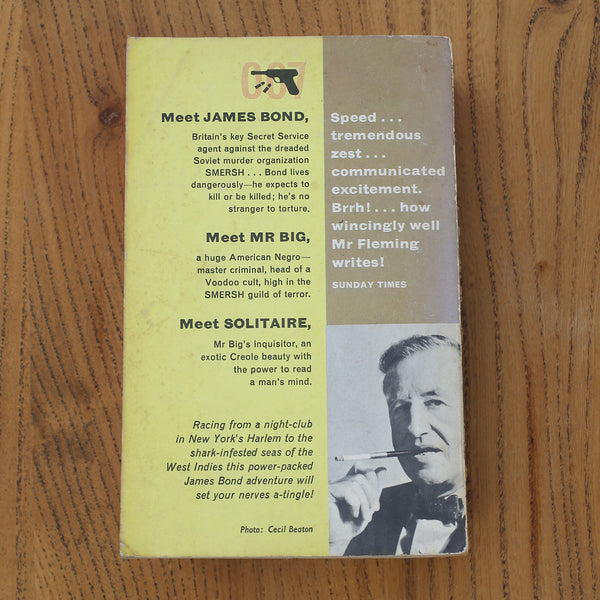 007
Meet JAMES BOND,
Britain's key Secret Service
agent against the dreaded
Soviet murder organization
SMERSH . . . Bond lives
dangerously—he expects to
kill or be killed; he's no
stranger to torture.
Meet MR BIG,
a huge American Negro—
master criminal, head of a
Voodoo cult, high in the
SMERSH guild of terror.
Meet SOLITAIRE,
Mr Big's inquisitor, an
exotic Creole beauty with
the power to read
a man's mind.
Racing from a night-club
in New York's Harlem to the
shark-infested seas of the
West Indies this power-packed
James Bond adventure will
set your nerves a-tingle!
Photo: Cecil Beaton
Speed . . .
tremendous
zest . . .
communicated
excitement.
Brrh! . . . how
wincingly well
Mr Fleming
writes!
SUNDAY TIMES